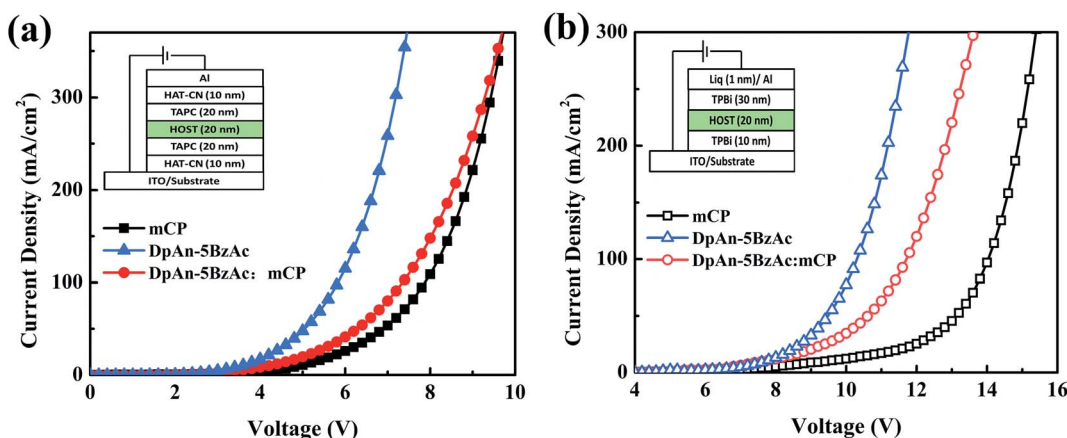 (a)
Current Density (mA/cm²)
300
200
100
0
0 2 4 6 8 10
Voltage (V)
Al
HAT-CN (10 nm)
TAPC (20 nm)
HOST (20 nm)
TAPC (20 nm)
HAT-CN (10 nm)
ITO/Substrate
mCP
DpAn-5BzAc
DpAn-5BzAc: mCP
(b)
Current Density (mA/cm²)
300
200
100
0
4 6 8 10 12 14 16
Voltage (V)
Liq (1 nm)/ Al
TPBi (30 nm)
HOST (20 nm)
TPBi (10 nm)
ITO/Substrate
mCP
DpAn-5BzAc
DpAn-5BzAc:mCP